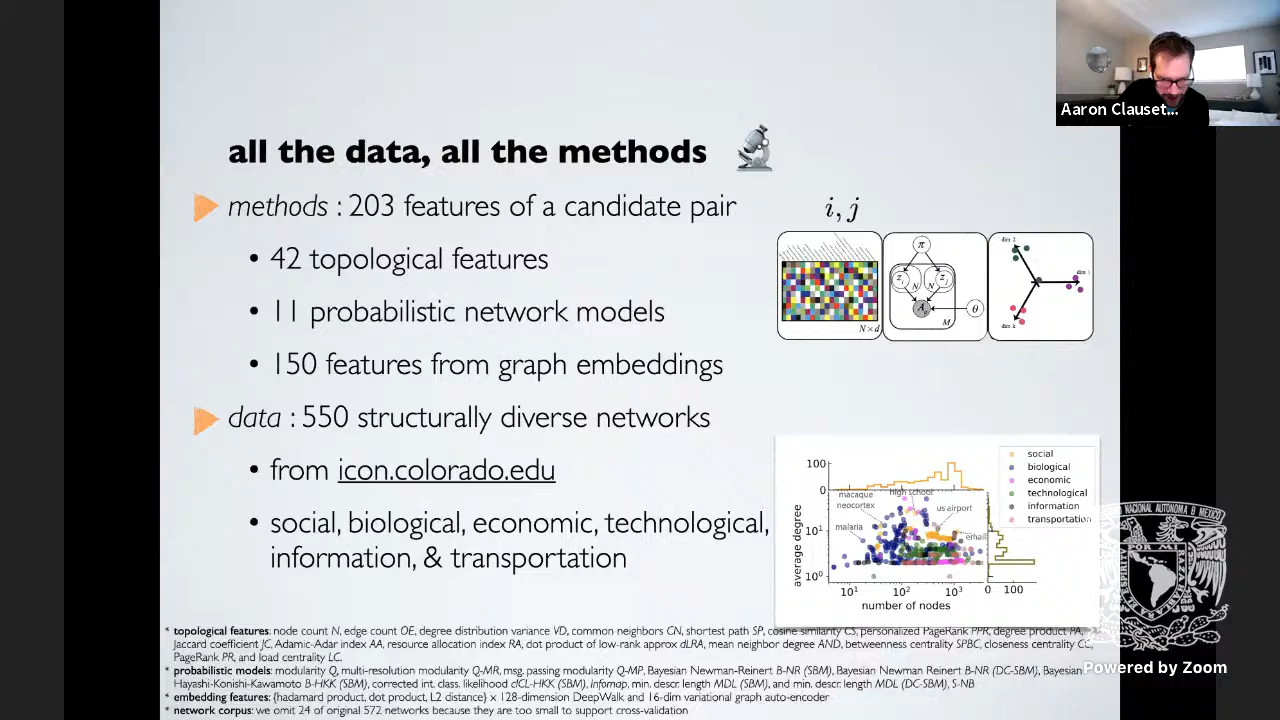 Aaron Clauset...
all the data, all the methods
methods : 203 features of a candidate pair
i, j
• 42 topological features
• 11 probabilistic network models
• 150 features from graph embeddings
π
N
N
θ
M
N × d
dim 2
dim 1
dim k
data : 550 structurally diverse networks
• from icon.colorado.edu
• social, biological, economic, technological,
information, & transportation
100
0
macaque
neocortex
high school
us airport
malaria
email
average degree
10¹
10⁰
10¹ 10² 10³
0 100
number of nodes
social
biological
economic
technological
information
transportation
* topological features: node count N, edge count OE, degree distribution variance VD, common neighbors CN, shortest path SP, cosine similarity CS, personalized PageRank PPR, degree product PA,
Jaccard coefficient JC, Adamic-Adar index AA, resource allocation index RA, dot product of low-rank approx dLRA, mean neighbor degree AND, betweenness centrality SPBC, closeness centrality CC,
PageRank PR, and load centrality LC.
* probabilistic models: modularity Q, multi-resolution modularity Q-MR, msg. passing modularity Q-MP, Bayesian Newman-Reinert B-NR (SBM), Bayesian Newman Reinert B-NR (DC-SBM), Bayesian
Hayashi-Konishi-Kawamoto B-HKK (SBM), corrected int. class. likelihood cICL-HKK (SBM), Infomap, min. descr. length MDL (SBM), and min. descr. length MDL (DC-SBM), S-NB
* embedding features: {hadamard product, dot product, L2 distance} x 128-dimension DeepWalk and 16-dim variational graph auto-encoder
* network corpus: we omit 24 of original 572 networks because they are too small to support cross-validation
Powered by Zoom